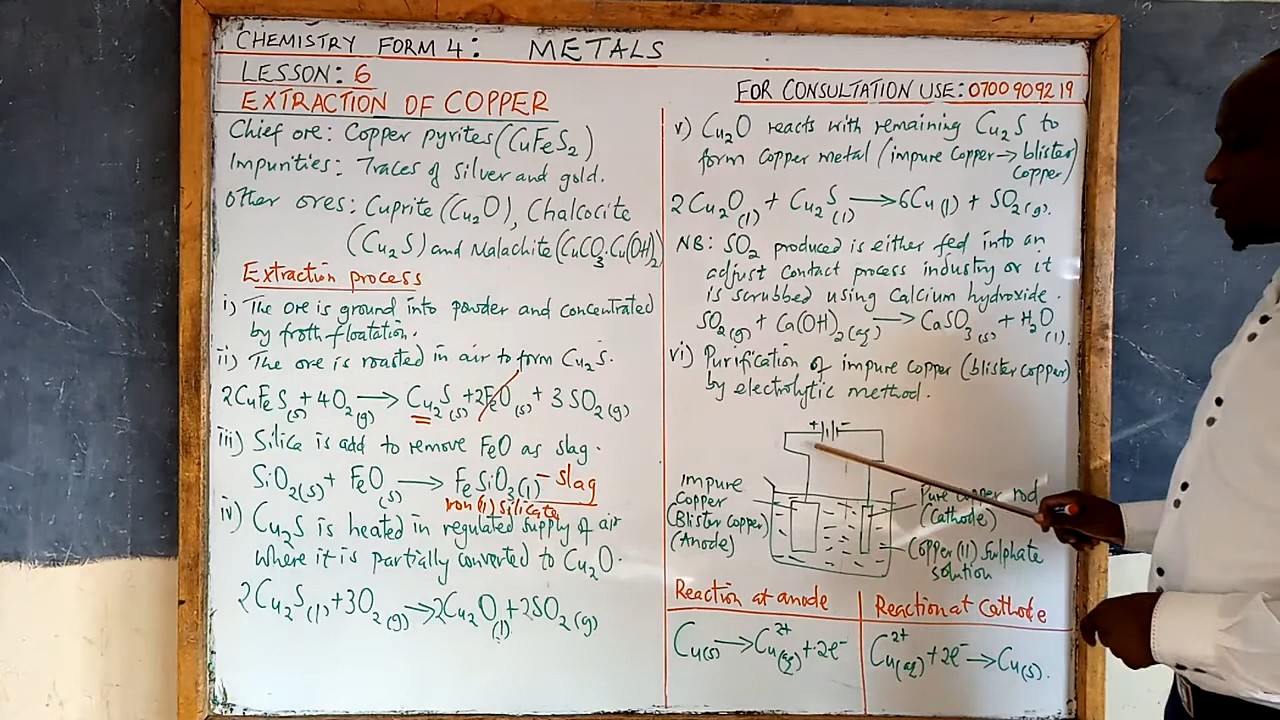 CHEMISTRY FORM 4: METALS
LESSON: 6
EXTRACTION OF COPPER
Chief ore: Copper pyrites (CuFeS₂)
Impurities: Traces of silver and gold.
Other ores: Cuprite (Cu₂O), Chalcocite
(Cu₂S) and Malachite (CuCO₃.Cu(OH)₂)
Extraction process
i) The ore is ground into powder and concentrated
by froth floatation.
ii) The ore is roasted in air to form Cu₂S.
2CuFeS(s) + 4O₂(g) → Cu₂S(s) + 2FeO(s) + 3SO₂(g)
iii) Silica is add to remove FeO as slag.
SiO₂(s) + FeO(s) → FeSiO₃(l) - slag
Iron (II) silicate
iv) Cu₂S is heated in regulated supply of air
where it is partially converted to Cu₂O.
2Cu₂S(l) + 3O₂(g) → 2Cu₂O(l) + 2SO₂(g)
FOR CONSULTATION USE: 0700909219
v) Cu₂O reacts with remaining Cu₂S to
form copper metal (impure copper → blister
copper)
2Cu₂O(l) + Cu₂S(l) → 6Cu(l) + SO₂(g).
NB: SO₂ produced is either fed into an
adjust contact process industry or it
is scrubbed using calcium hydroxide.
SO₂(g) + Ca(OH)₂(aq) → CaSO₃(s) + H₂O(l).
vi) Purification of impure copper (blister copper)
by electrolytic method.
+ -
Impure
Copper
(Blister copper)
(Anode)
Pure copper rod
(Cathode)
Copper (II) Sulphate
solution
Reaction at anode
Cu(s) → Cu²⁺(aq) + 2e⁻
Reaction at Cathode
Cu²⁺(aq) + 2e⁻ → Cu(s).